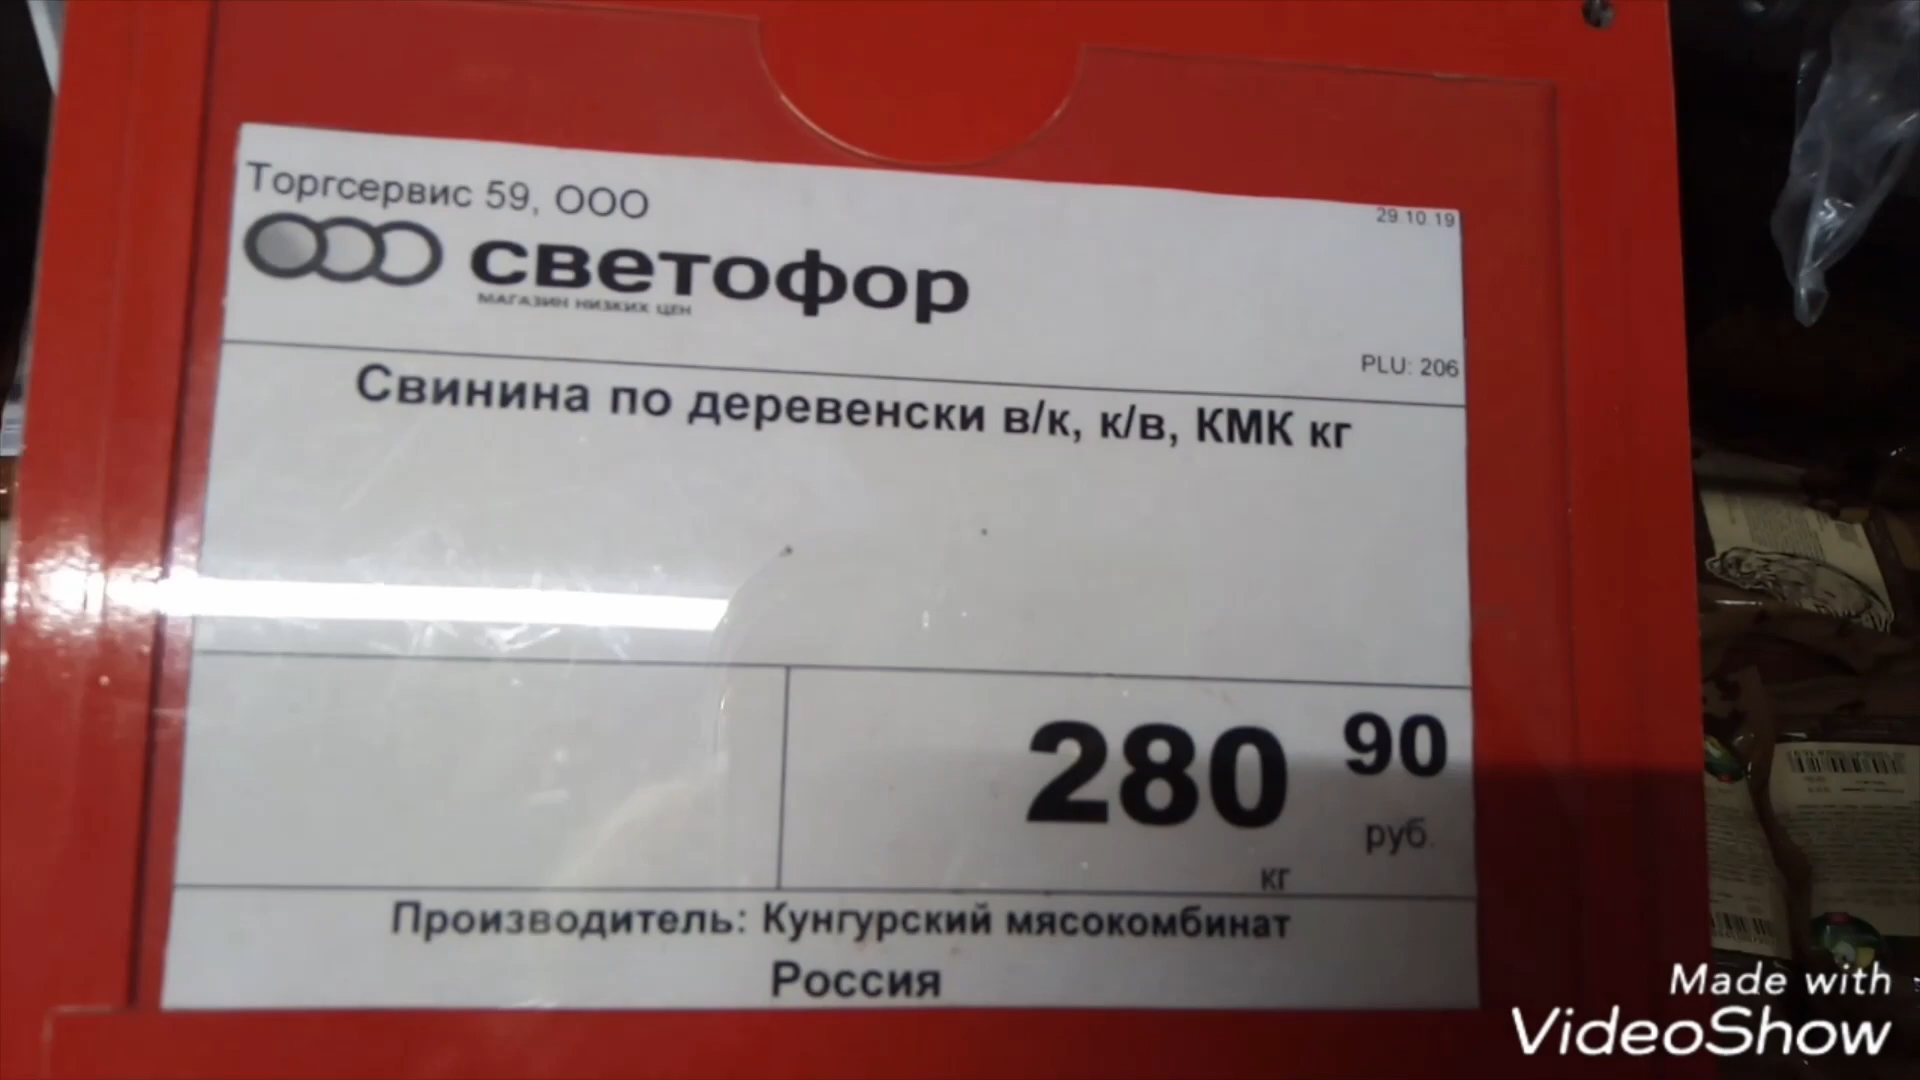 Торгсервис 59, ООО
29.10.19
светофор
МАГАЗИН НИЗКИХ ЦЕН
PLU: 206
Свинина по деревенски в/к, к/в, КМК кг
280 90
руб.
кг
Производитель: Кунгурский мясокомбинат
Россия
Made with
VideoShow